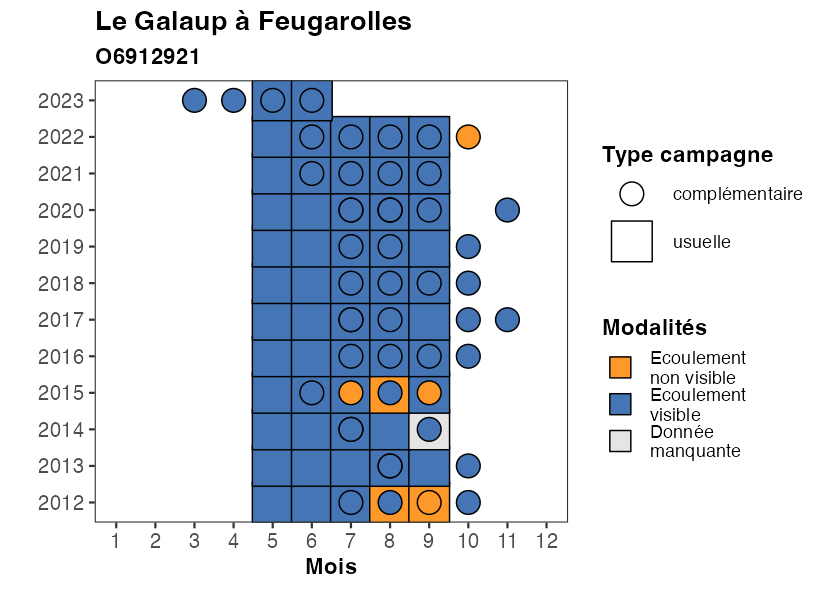 Le Galaup à Feugarolles
O6912921
2023
2022
2021
2020
2019
2018
2017
2016
2015
2014
2013
2012
1 2 3 4 5 6 7 8 9 10 11 12
Mois
Type campagne
complémentaire
usuelle
Modalités
Ecoulement
non visible
Ecoulement
visible
Donnée
manquante